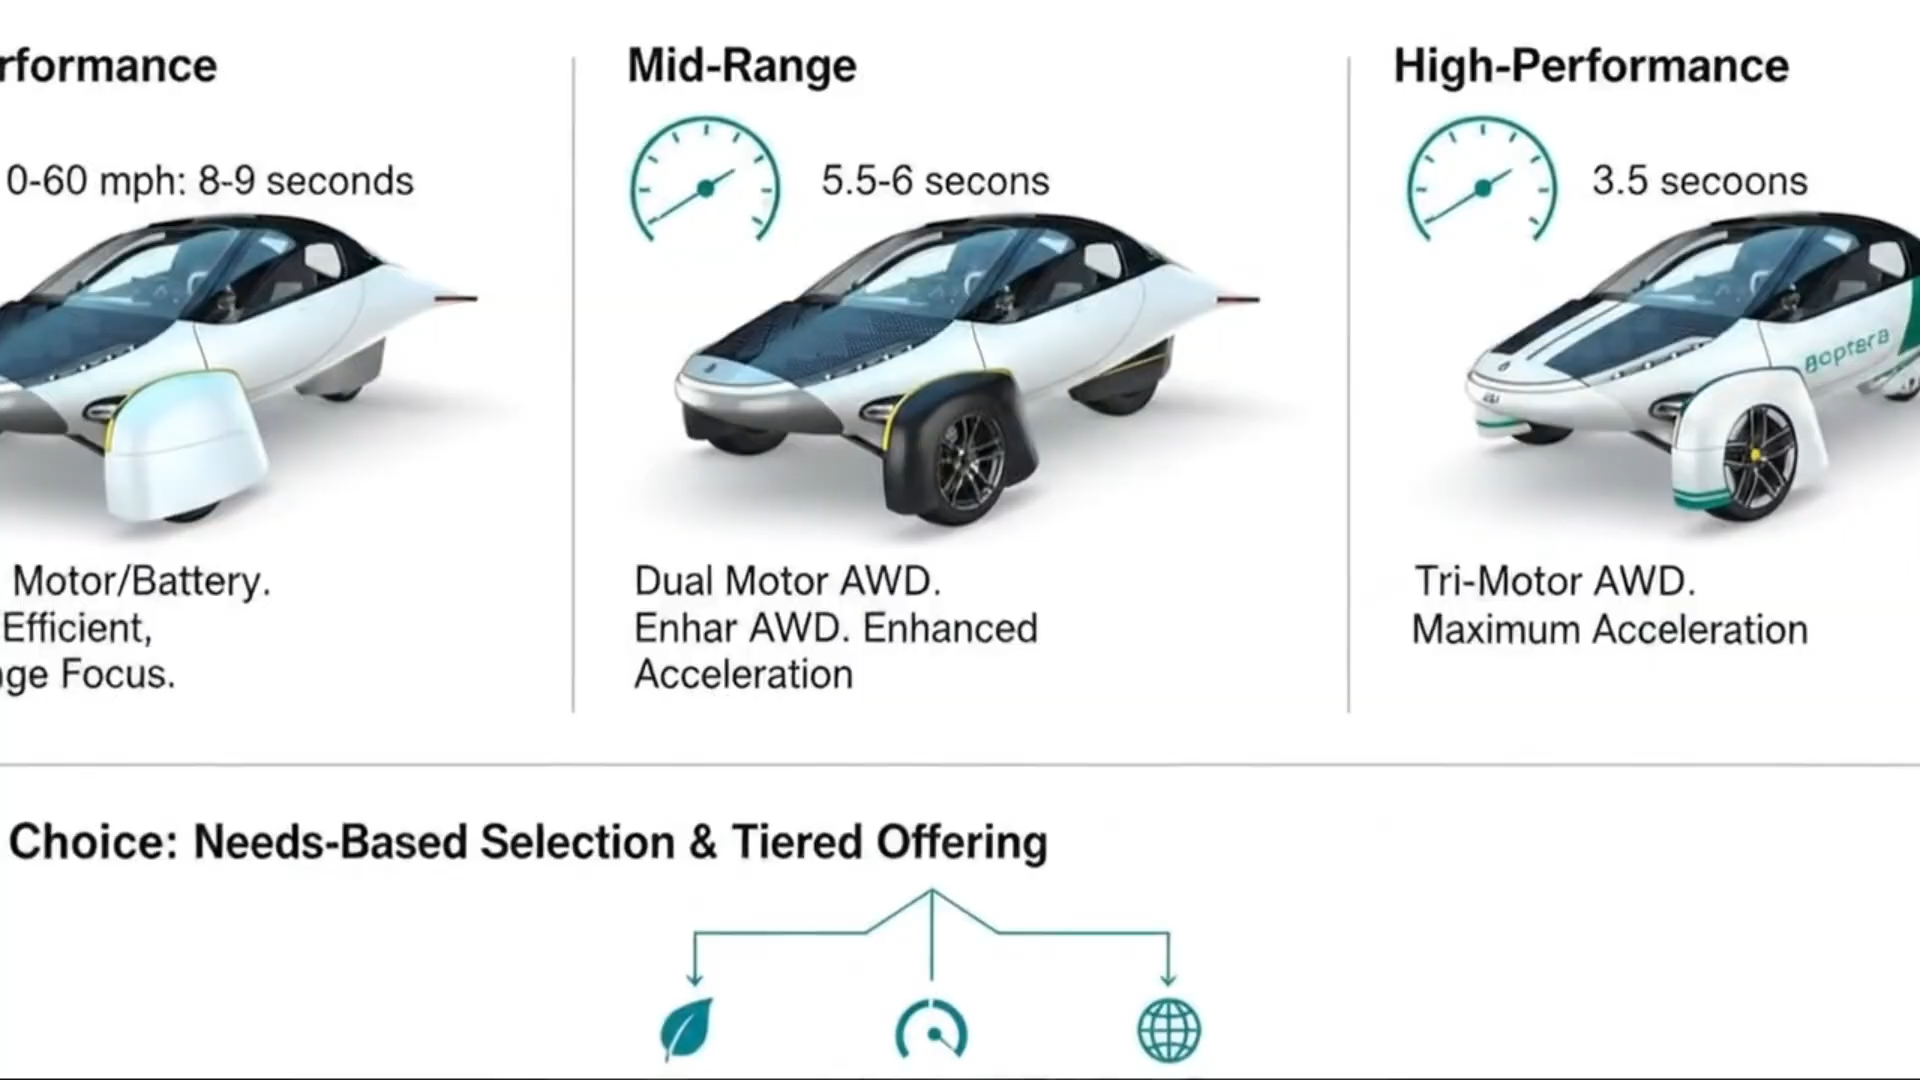 rformance
0-60 mph: 8-9 seconds
Motor/Battery.
Efficient,
ge Focus.
Mid-Range
5.5-6 secons
Dual Motor AWD.
Enhar AWD. Enhanced
Acceleration
High-Performance
3.5 secoons
aoptera
Tri-Motor AWD.
Maximum Acceleration
Choice: Needs-Based Selection & Tiered Offering